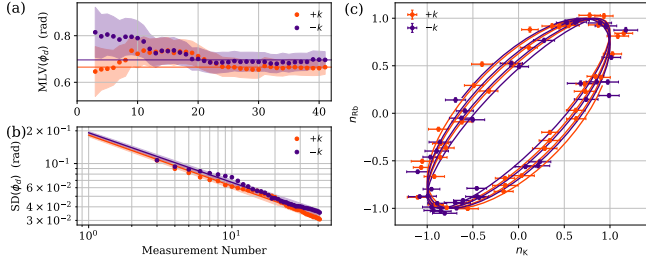 (a)
MLV(ϕd) (rad)
0.8
0.6
+k
−k
0
10
20
30
40
(b)
SD(ϕd) (rad)
2 × 10⁻¹
10⁻¹
6 × 10⁻²
4 × 10⁻²
3 × 10⁻²
+k
−k
10⁰
10¹
Measurement Number
(c)
nRb
1.0
0.5
0.0
−0.5
−1.0
+k
−k
−1.0
−0.5
0.0
0.5
1.0
nK